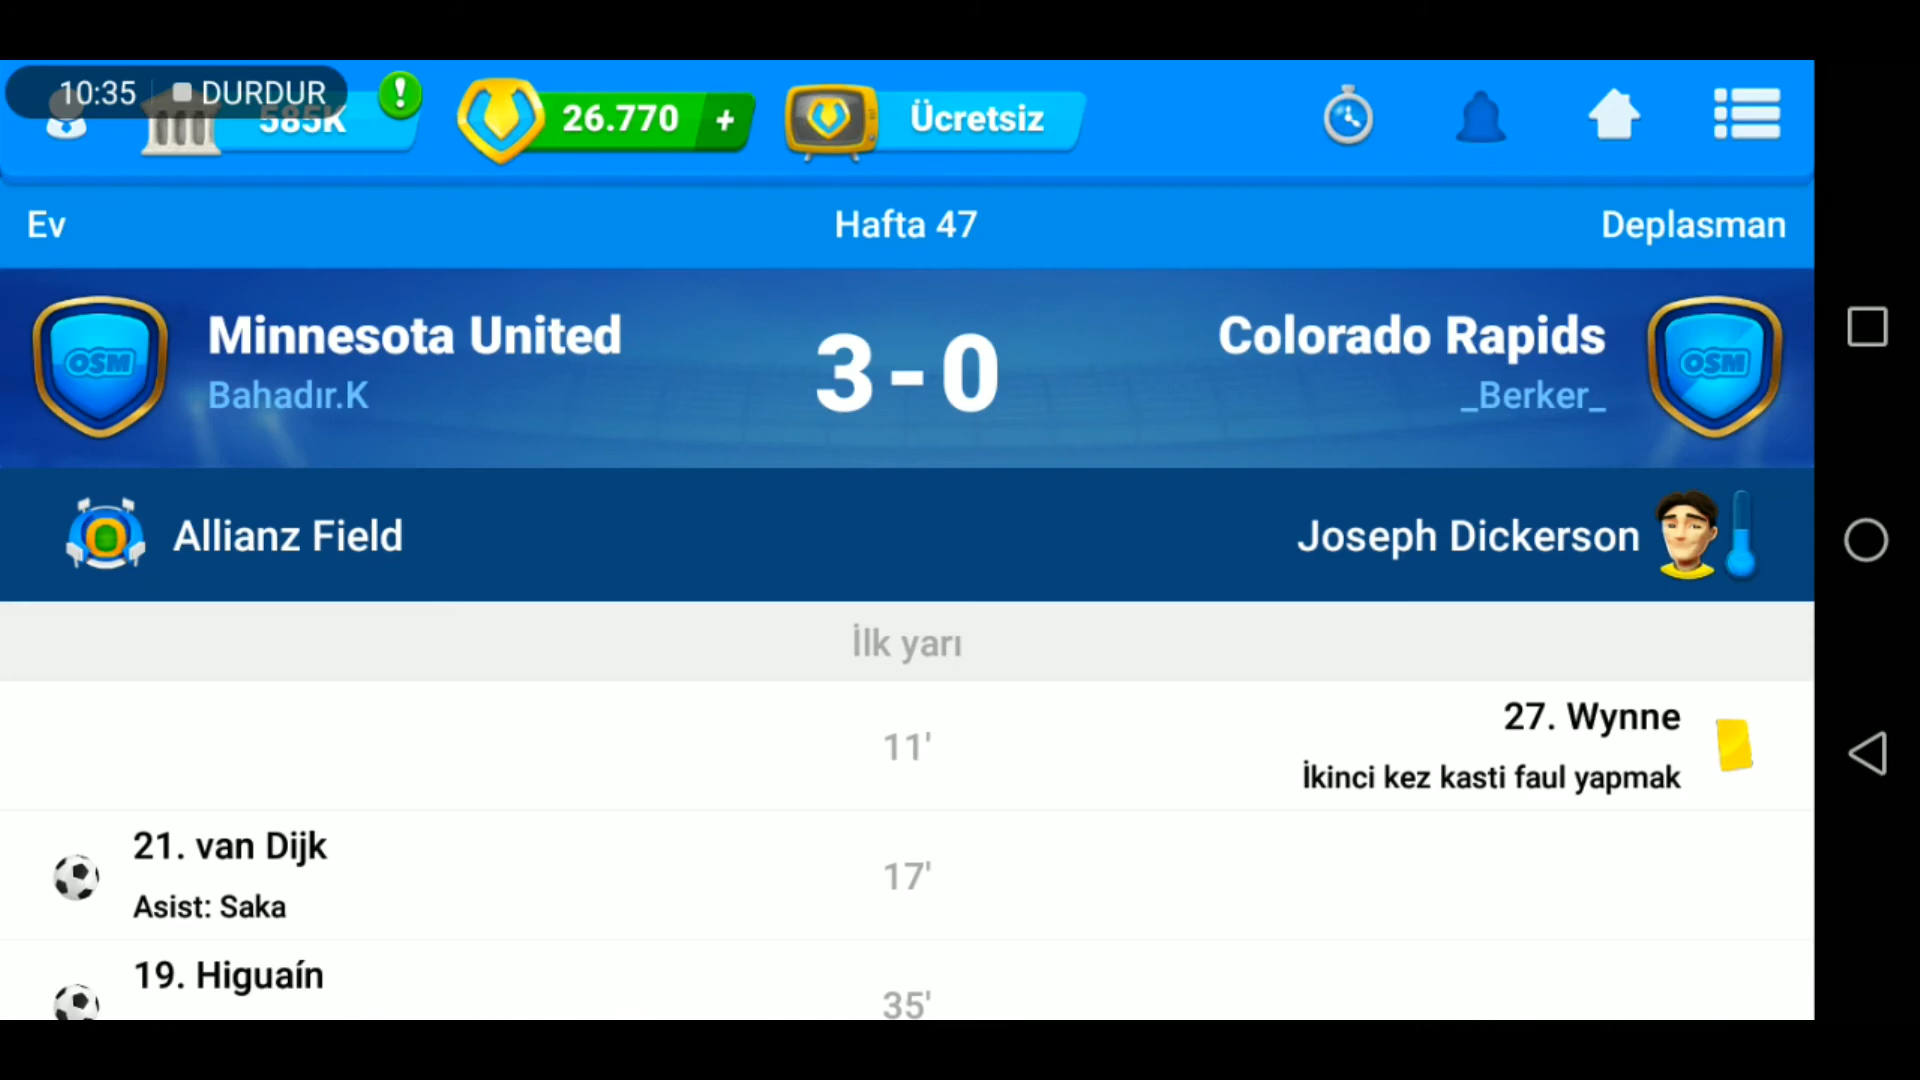 10:35 DURDUR
585K
26.770 +
Ücretsiz
Ev
Hafta 47
Deplasman
OSM
Minnesota United
Bahadır.K
3 - 0
Colorado Rapids
_Berker_
OSM
Allianz Field
Joseph Dickerson
İlk yarı
11'
27. Wynne
İkinci kez kasti faul yapmak
21. van Dijk
Asist: Saka
17'
19. Higuaín
35'